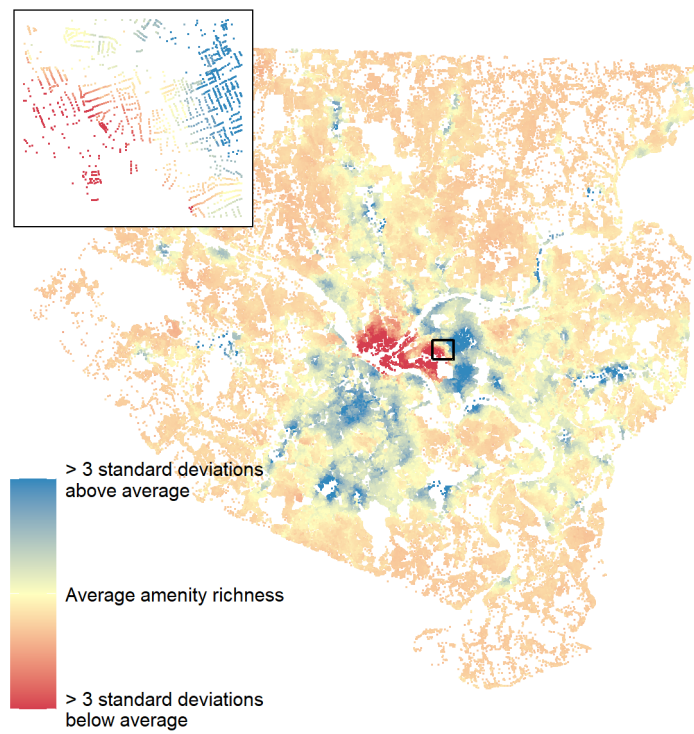 > 3 standard deviations
above average
Average amenity richness
> 3 standard deviations
below average